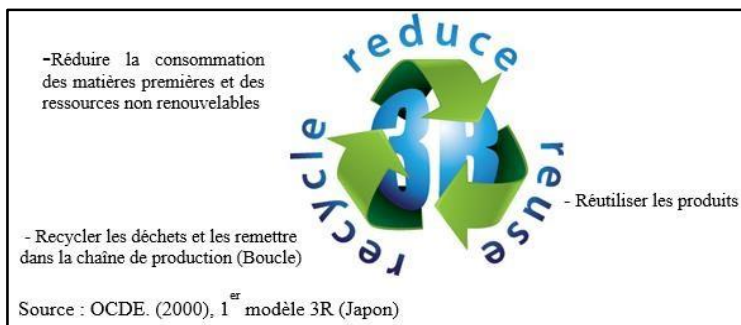 -Réduire la consommation
des matières premières et des
ressources non renouvelables
reduce
3R
reuse
recycle
- Réutiliser les produits
- Recycler les déchets et les remettre
dans la chaîne de production (Boucle)
Source : OCDE. (2000), 1er modèle 3R (Japon)